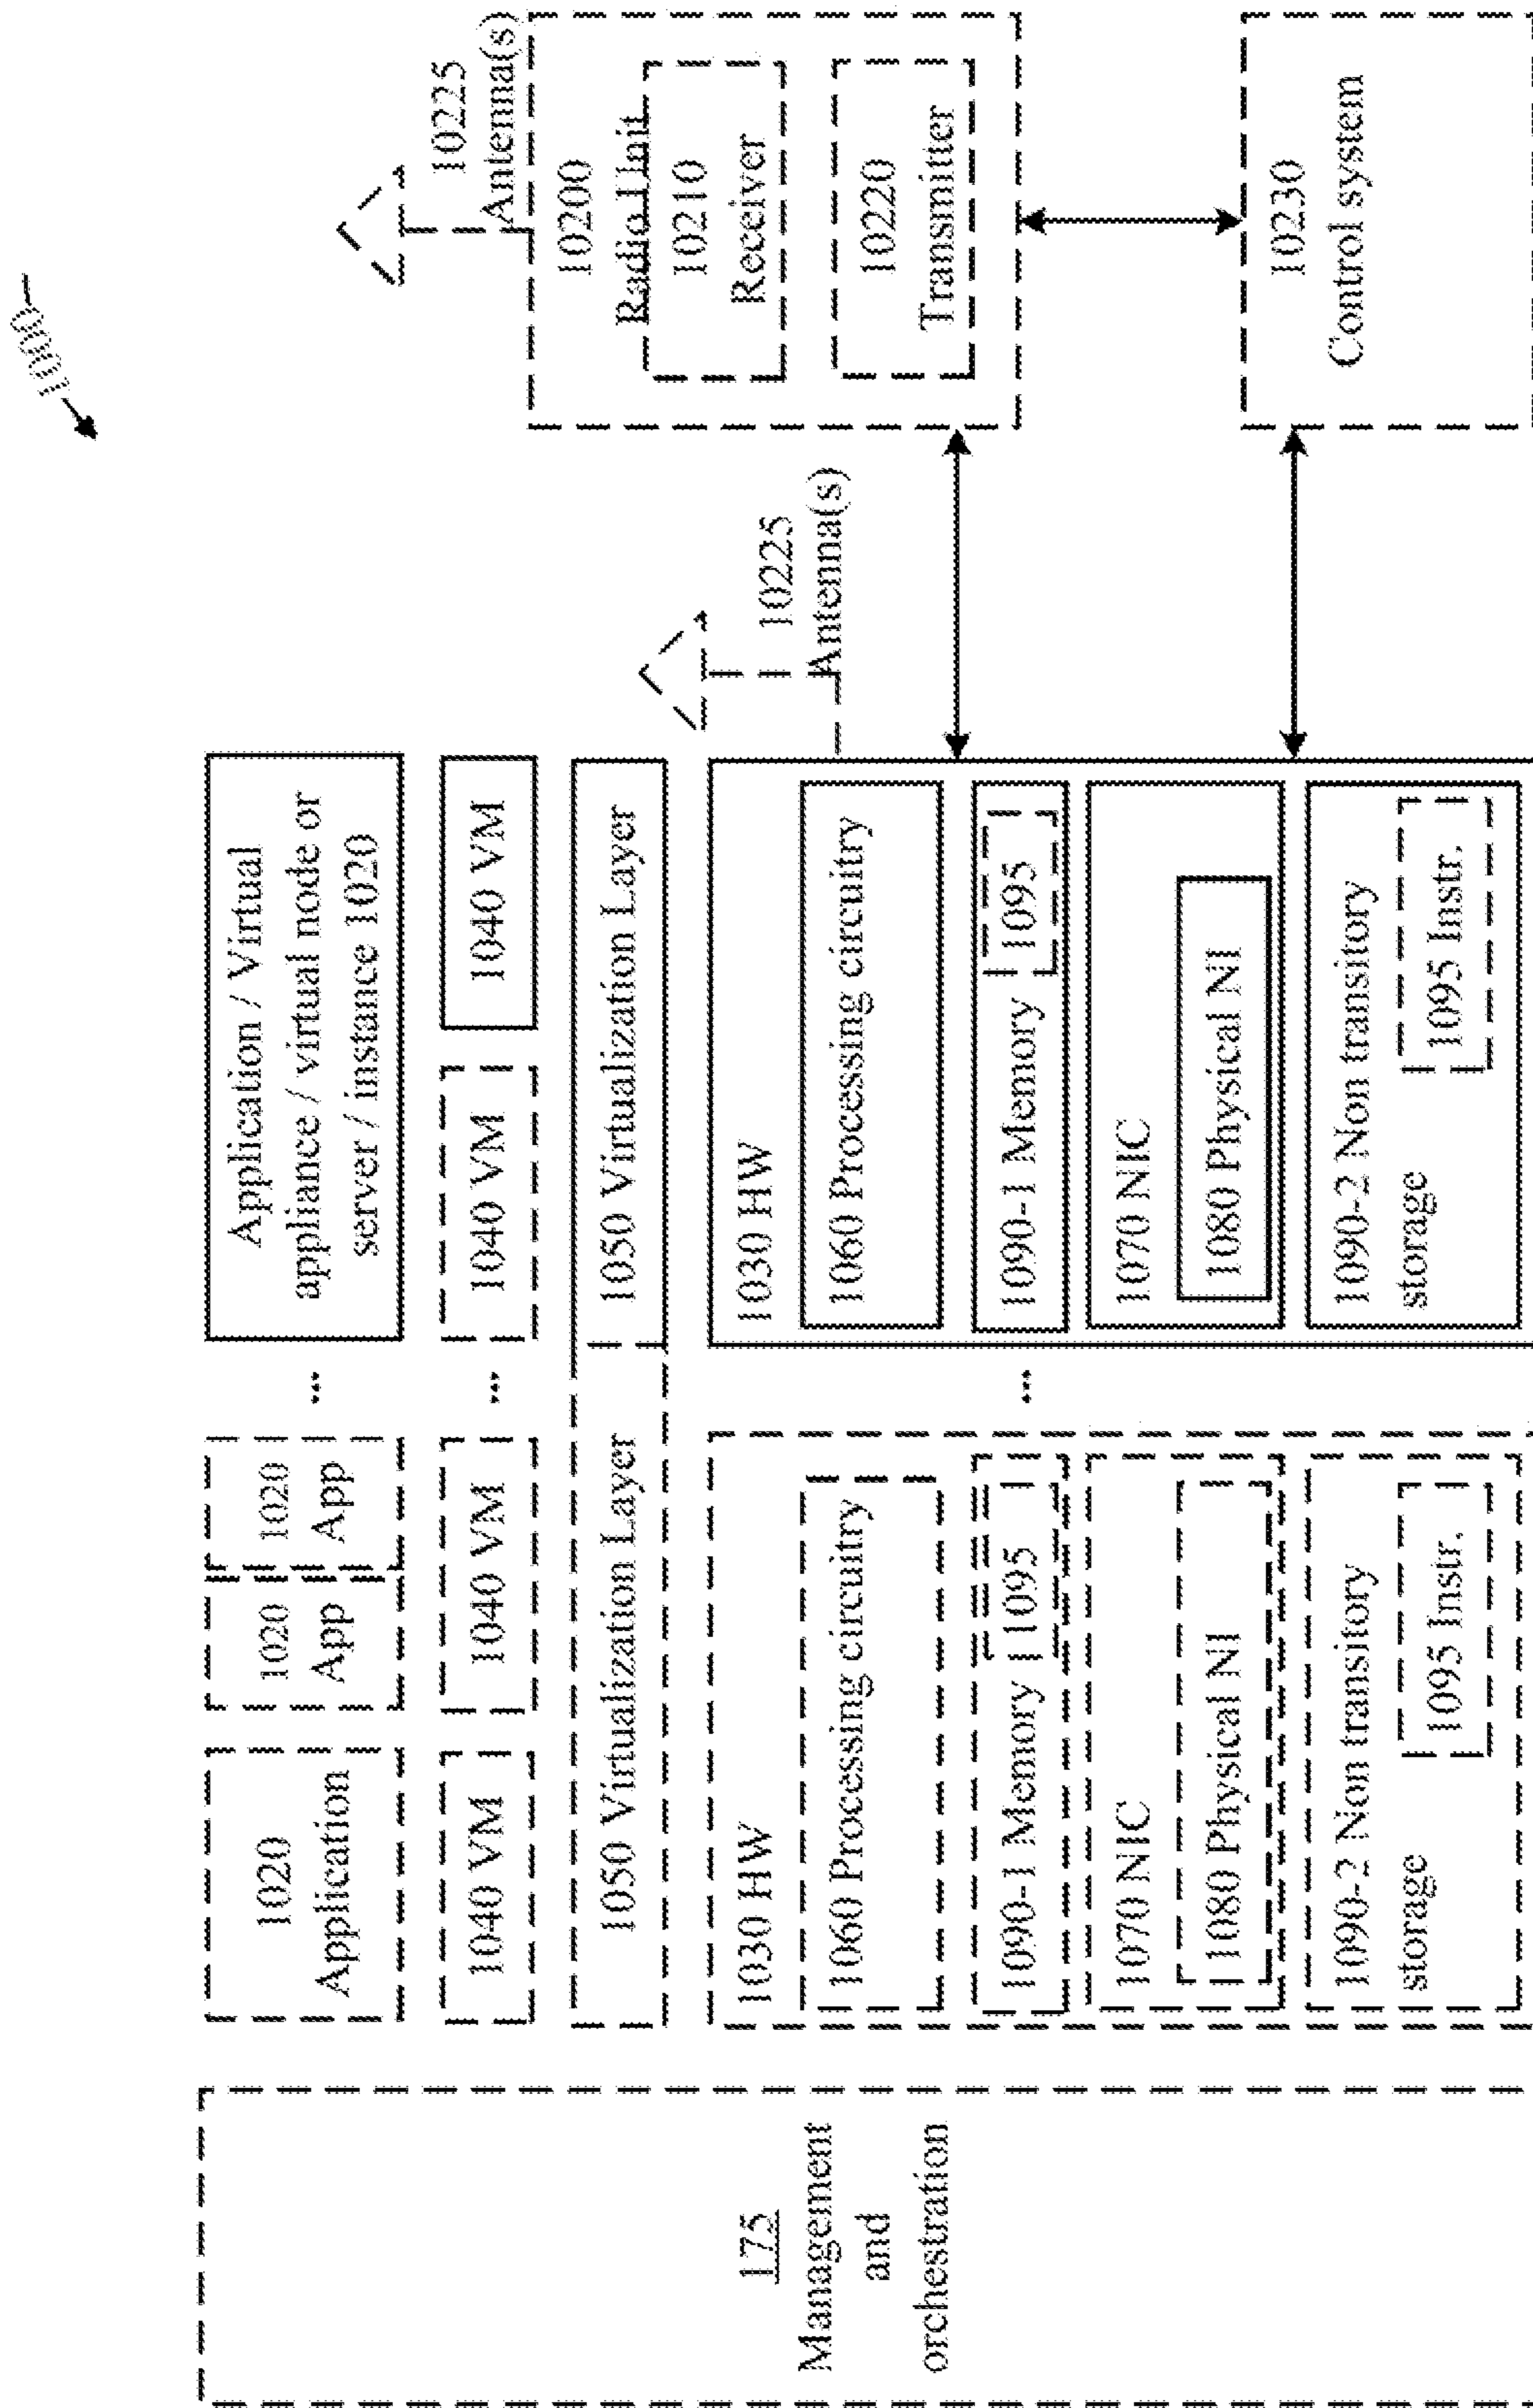 1000
175
Management
and
orchestration
1020
Application
1020
App
1020
App
...
Application / Virtual
appliance / virtual node or
server / instance 1020
1040 VM
1040 VM
...
1040 VM
1040 VM
1050 Virtualization Layer
1050 Virtualization Layer
1030 HW
1060 Processing circuitry
1090-1 Memory
1095
1070 NIC
1080 Physical NI
1090-2 Non transitory
storage
1095 Instr.
...
1030 HW
1060 Processing circuitry
1090-1 Memory
1095
1070 NIC
1080 Physical NI
1090-2 Non transitory
storage
1095 Instr.
10225
Antenna(s)
10225
Antenna(s)
10200
Radio Unit
10210
Receiver
10220
Transmitter
10230
Control system